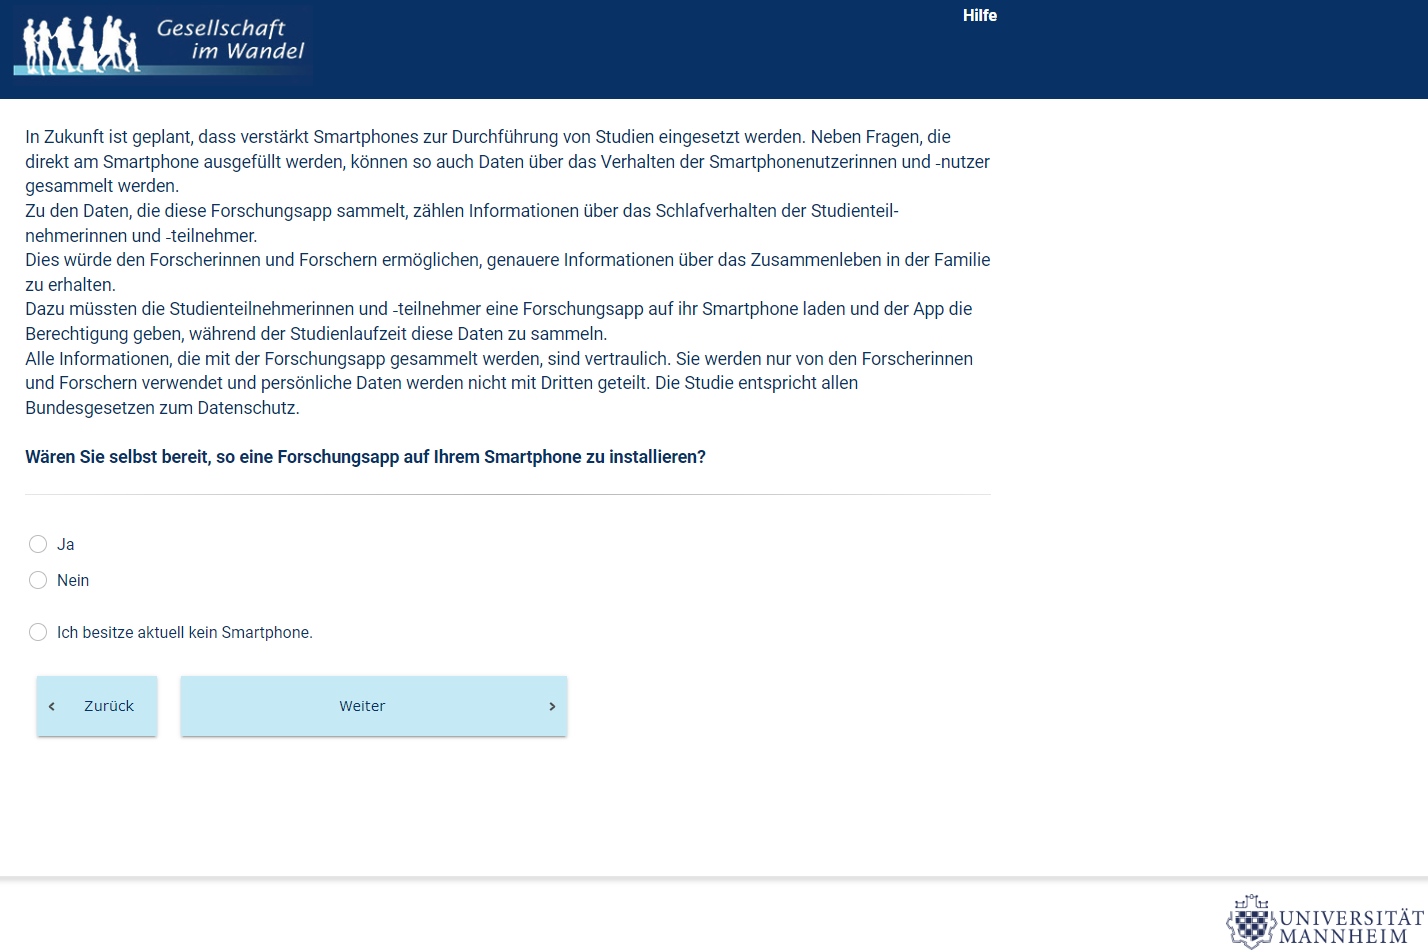 Gesellschaft
im Wandel
Hilfe
In Zukunft ist geplant, dass verstärkt Smartphones zur Durchführung von Studien eingesetzt werden. Neben Fragen, die
direkt am Smartphone ausgefüllt werden, können so auch Daten über das Verhalten der Smartphonenutzerinnen und -nutzer
gesammelt werden.
Zu den Daten, die diese Forschungsapp sammelt, zählen Informationen über das Schlafverhalten der Studienteil-
nehmerinnen und -teilnehmer.
Dies würde den Forscherinnen und Forschern ermöglichen, genauere Informationen über das Zusammenleben in der Familie
zu erhalten.
Dazu müssten die Studienteilnehmerinnen und -teilnehmer eine Forschungsapp auf ihr Smartphone laden und der App die
Berechtigung geben, während der Studienlaufzeit diese Daten zu sammeln.
Alle Informationen, die mit der Forschungsapp gesammelt werden, sind vertraulich. Sie werden nur von den Forscherinnen
und Forschern verwendet und persönliche Daten werden nicht mit Dritten geteilt. Die Studie entspricht allen
Bundesgesetzen zum Datenschutz.
Wären Sie selbst bereit, so eine Forschungsapp auf Ihrem Smartphone zu installieren?
Ja
Nein
Ich besitze aktuell kein Smartphone.
‹ Zurück
Weiter ›
UNIVERSITÄT
MANNHEIM